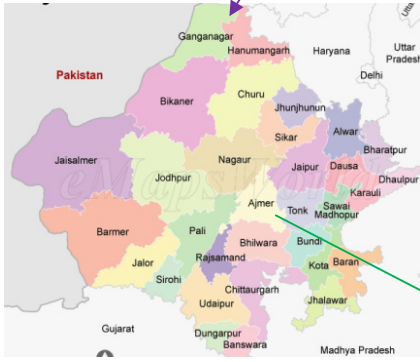 Ganganagar
Hanumangarh
Haryana
Uttar
Pradesh
Delhi
Pakistan
Churu
Bikaner
Jhunjhunu
Sikar
Alwar
Bharatpur
Jaisalmer
Nagaur
Jaipur
Dausa
Dhaulpur
Jodhpur
Karauli
Ajmer
Tonk
Sawai
Madhopur
Barmer
Pali
Bhilwara
Bundi
Jalor
Rajsamand
Kota
Baran
Sirohi
Chittaurgarh
Udaipur
Jhalawar
Gujarat
Dungarpur
Banswara
Madhya Pradesh